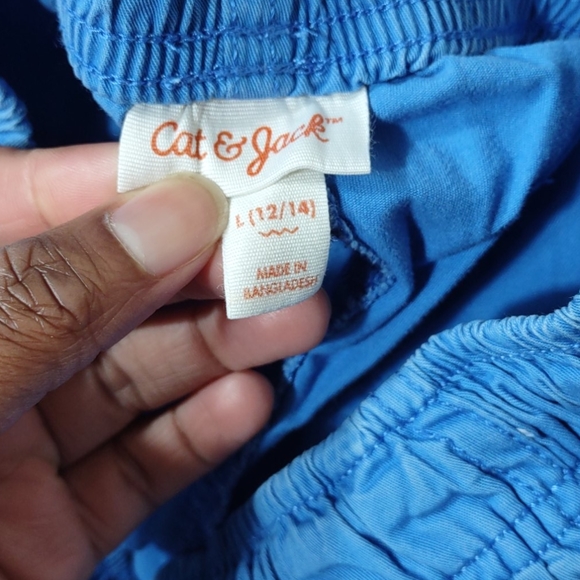 Cat & Jack™
L (12/14)
MADE IN
BANGLADESH